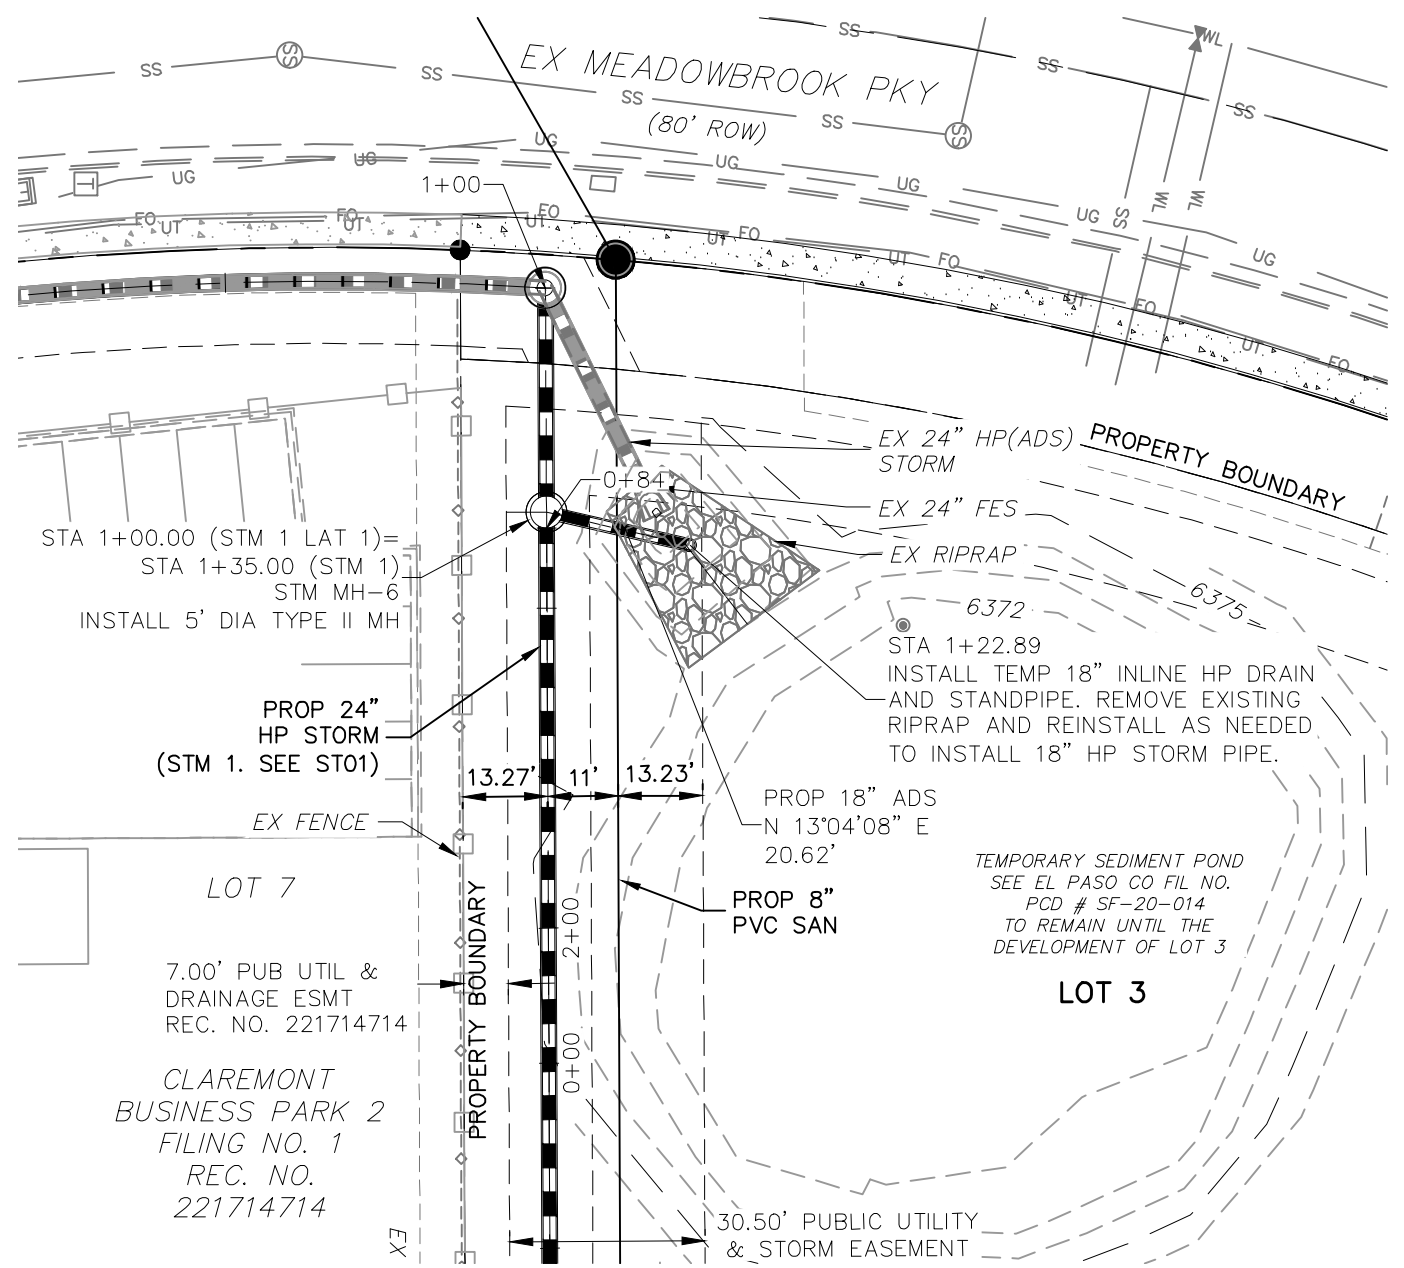 EX MEADOWBROOK PKY
(80' ROW)
SS
SS
SS
SS
SS
SS
SS
SS
SS
SS
WL
WL
WL
UG
UG
UG
UG
UG
UG
UG
UG
T
FO
FO
FO
FO
FO
FO
FO
UT
UT
UT
UT
UT
UT
UT
1+00
EX 24" HP(ADS)
STORM
PROPERTY BOUNDARY
0+84
EX 24" FES
EX RIPRAP
STA 1+00.00 (STM 1 LAT 1)=
STA 1+35.00 (STM 1)
STM MH-6
INSTALL 5' DIA TYPE II MH
6372
6375
STA 1+22.89
INSTALL TEMP 18" INLINE HP DRAIN
AND STANDPIPE. REMOVE EXISTING
RIPRAP AND REINSTALL AS NEEDED
TO INSTALL 18" HP STORM PIPE.
PROP 24"
HP STORM
(STM 1. SEE ST01)
13.27'
11'
13.23'
PROP 18" ADS
N 13°04'08" E
20.62'
EX FENCE
LOT 7
PROP 8"
PVC SAN
TEMPORARY SEDIMENT POND
SEE EL PASO CO FIL NO.
PCD # SF-20-014
TO REMAIN UNTIL THE
DEVELOPMENT OF LOT 3
LOT 3
7.00' PUB UTIL &
DRAINAGE ESMT
REC. NO. 221714714
PROPERTY BOUNDARY
2+00
0+00
CLAREMONT
BUSINESS PARK 2
FILING NO. 1
REC. NO.
221714714
EX
30.50' PUBLIC UTILITY
& STORM EASEMENT